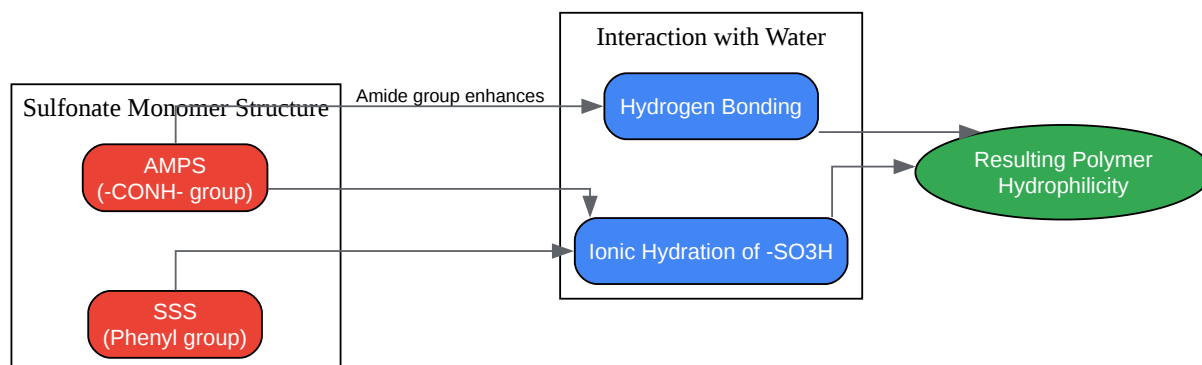 Interaction with Water
Sulfonate Monomer Structure
Amide group enhances
Hydrogen Bonding
AMPS
(-CONH- group)
Resulting Polymer
Hydrophilicity
Ionic Hydration of -SO3H
SSS
(Phenyl group)